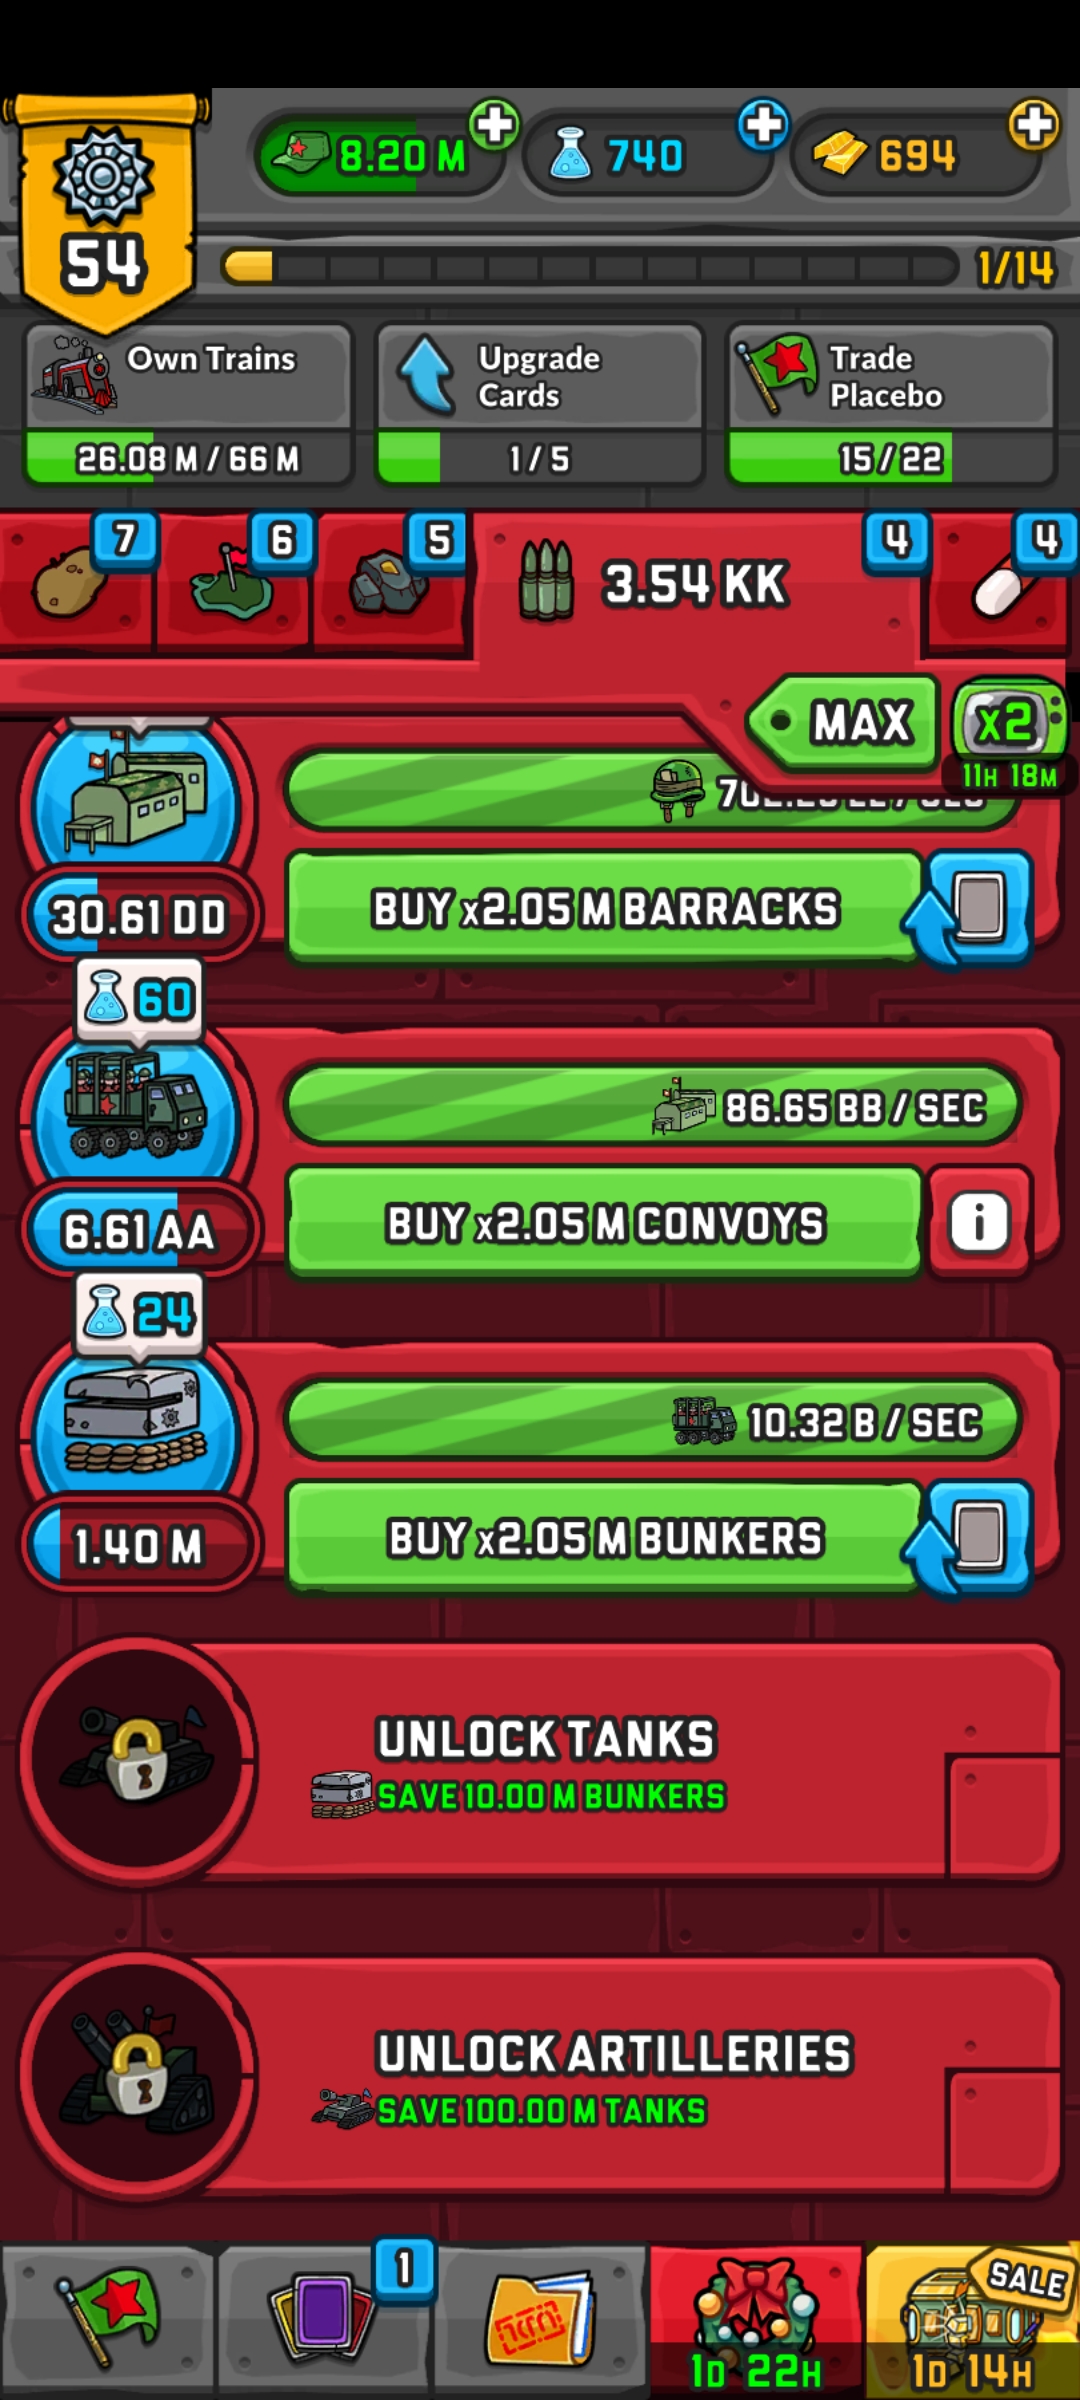 8.20 M
740
694
54
1/14
Own Trains
Upgrade
Cards
Trade
Placebo
26.08 M / 66 M
1 / 5
15 / 22
7
6
5
3.54 KK
4
4
MAX
x2
11H 18M
30.61 DD
BUY x2.05 M BARRACKS
60
86.65 BB / SEC
6.61 AA
BUY x2.05 M CONVOYS
i
24
10.32 B / SEC
1.40 M
BUY x2.05 M BUNKERS
UNLOCK TANKS
SAVE 10.00 M BUNKERS
UNLOCK ARTILLERIES
SAVE 100.00 M TANKS
1
SALE
1D 22H
1D 14H